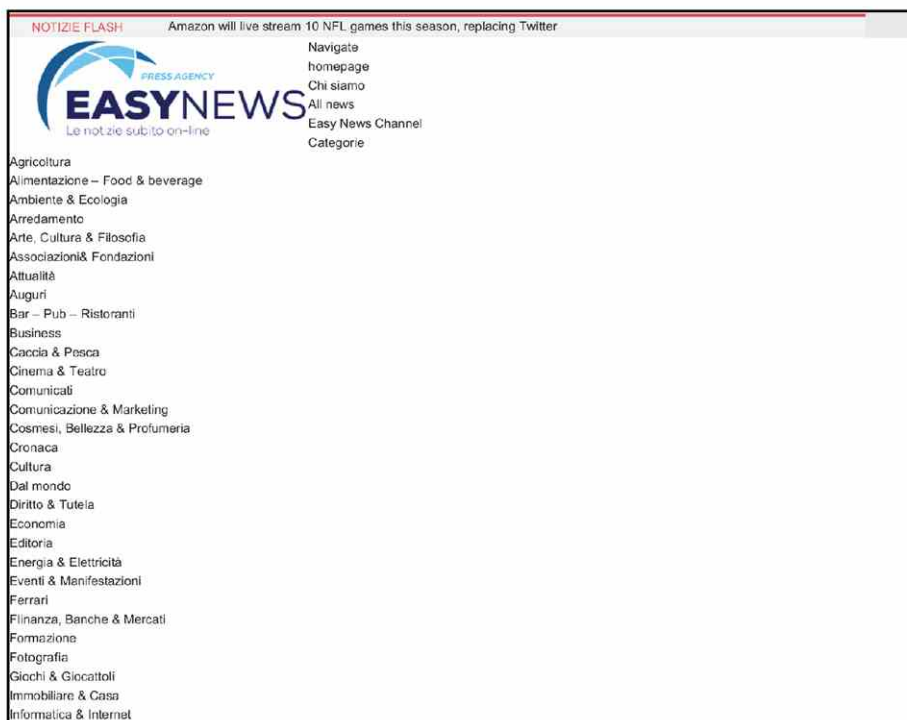 NOTIZIE FLASH Amazon will live stream 10 NFL games this season, replacing Twitter
PRESS AGENCY
EASYNEWS
Le notizie subito on-line
Navigate
homepage
Chi siamo
All news
Easy News Channel
Categorie
Agricoltura
Alimentazione – Food & beverage
Ambiente & Ecologia
Arredamento
Arte, Cultura & Filosofia
Associazioni& Fondazioni
Attualità
Auguri
Bar – Pub – Ristoranti
Business
Caccia & Pesca
Cinema & Teatro
Comunicati
Comunicazione & Marketing
Cosmesi, Bellezza & Profumeria
Cronaca
Cultura
Dal mondo
Diritto & Tutela
Economia
Editoria
Energia & Elettricità
Eventi & Manifestazioni
Ferrari
Flinanza, Banche & Mercati
Formazione
Fotografia
Giochi & Giocattoli
Immobiliare & Casa
Informatica & Internet